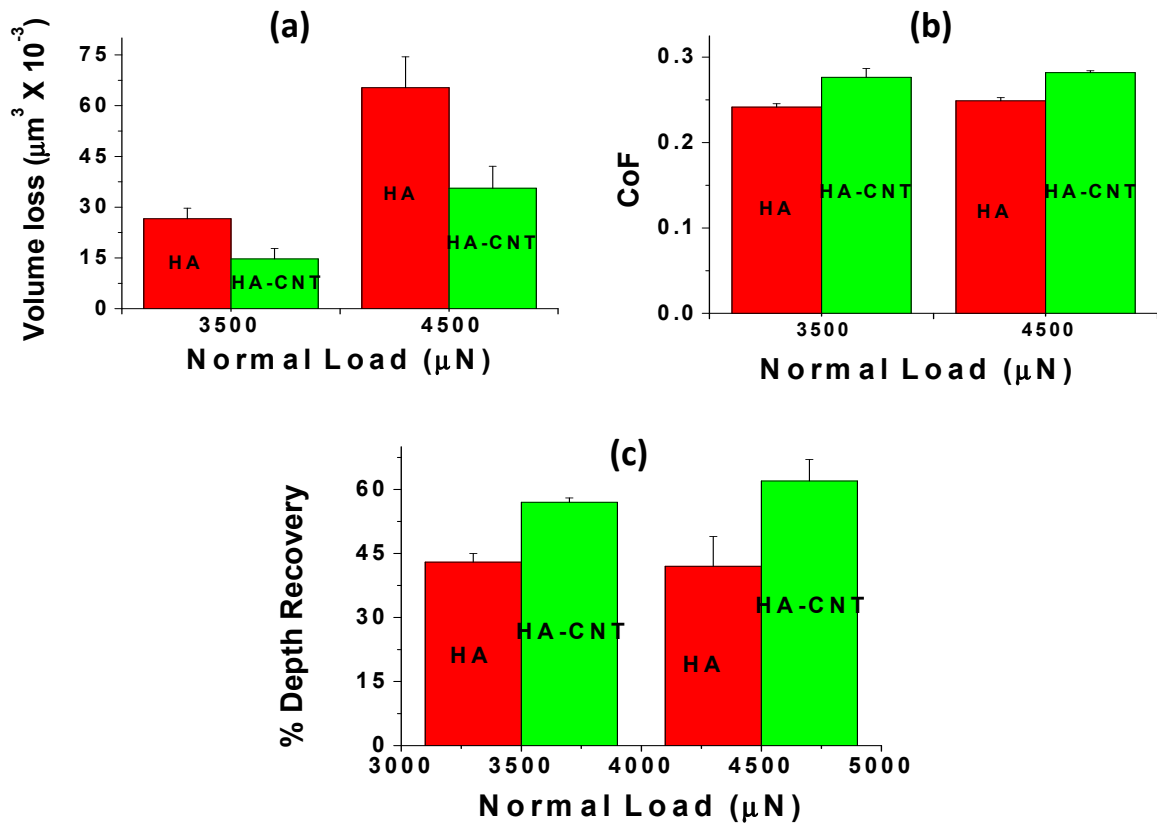 (a)
Volume loss (μm³ X 10⁻³)
75
60
45
30
15
0
HA
HA-CNT
HA
HA-CNT
3500
4500
Normal Load (μN)
(b)
CoF
0.3
0.2
0.1
0.0
HA
HA-CNT
HA
HA-CNT
3500
4500
Normal Load (μN)
(c)
% Depth Recovery
60
45
30
15
0
HA
HA-CNT
HA
HA-CNT
3000
3500
4000
4500
5000
Normal Load (μN)